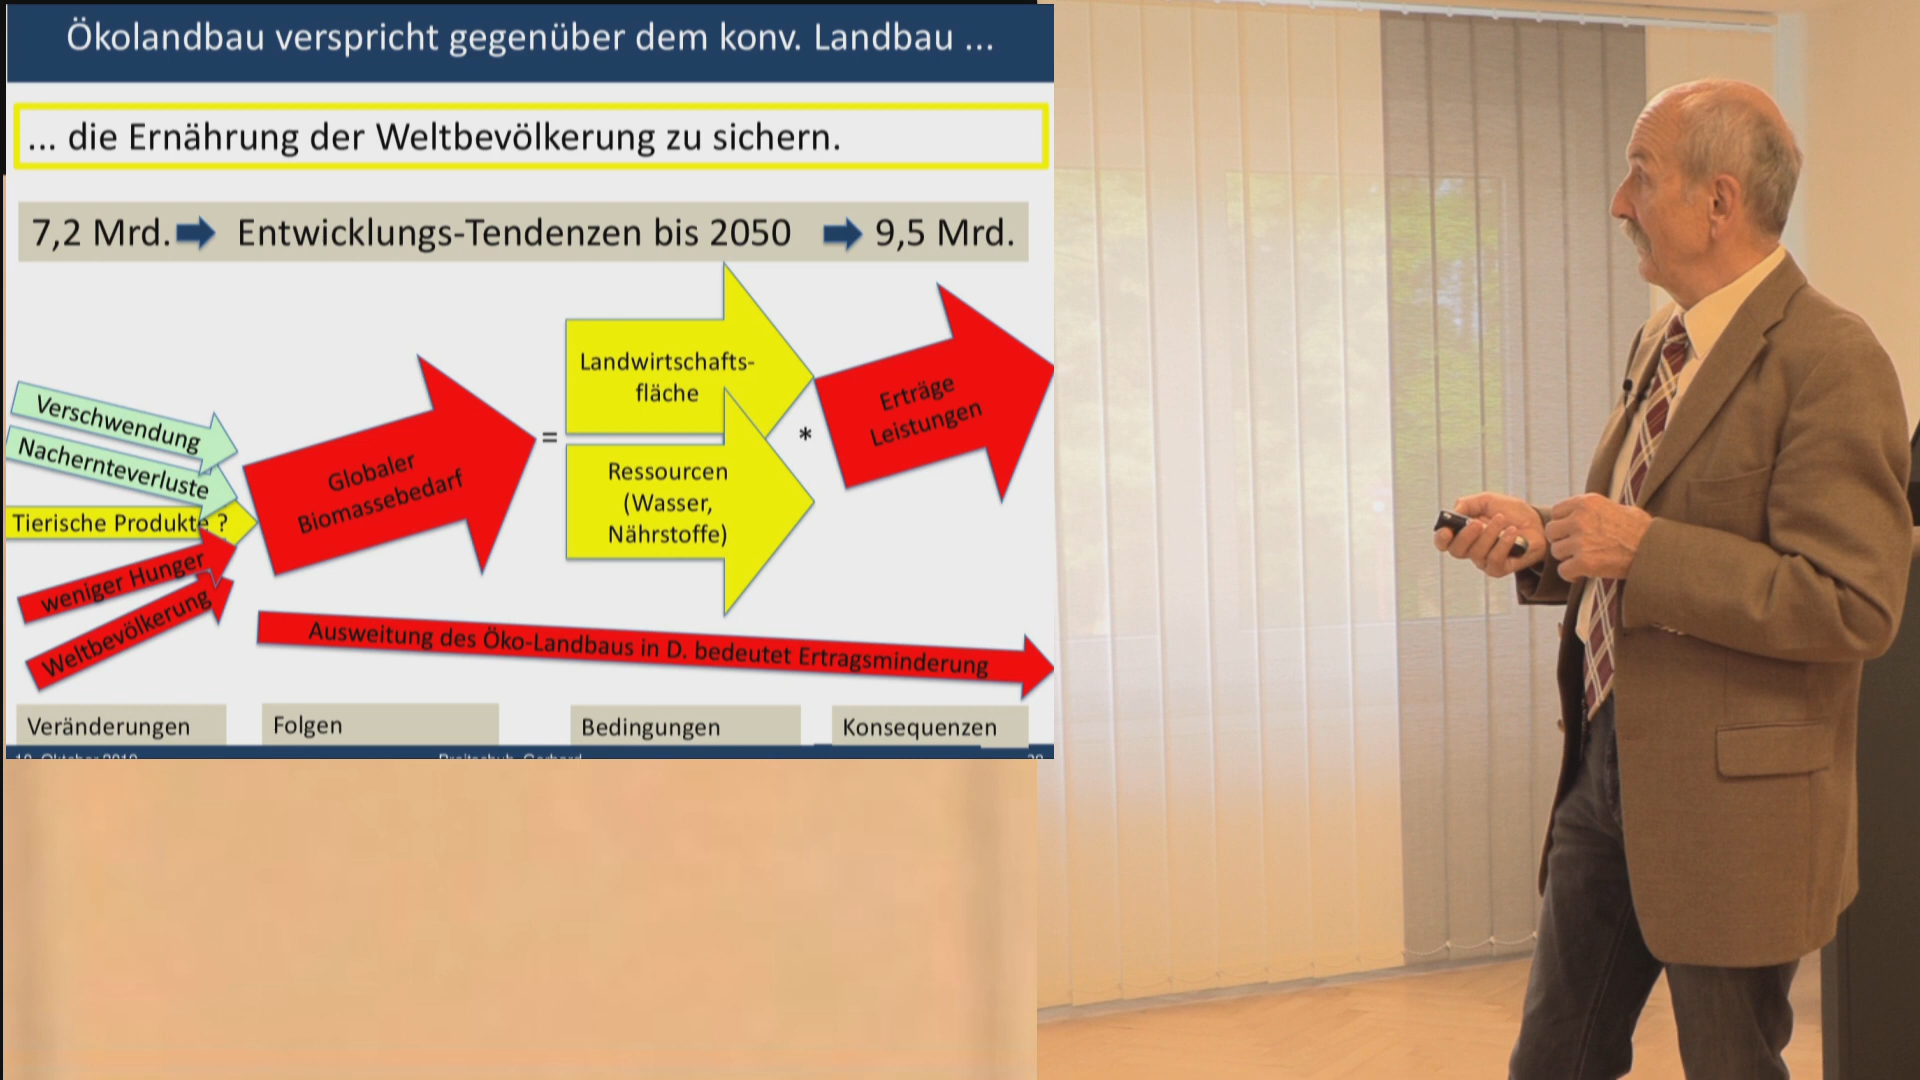 Ökolandbau verspricht gegenüber dem konv. Landbau ...
... die Ernährung der Weltbevölkerung zu sichern.
7,2 Mrd. Entwicklungs-Tendenzen bis 2050 9,5 Mrd.
Verschwendung
Nachernteverluste
Tierische Produkte ?
weniger Hunger
Weltbevölkerung
Globaler
Biomassebedarf
=
Landwirtschafts-
fläche
Ressourcen
(Wasser,
Nährstoffe)
*
Erträge
Leistungen
Ausweitung des Öko-Landbaus in D. bedeutet Ertragsminderung
Veränderungen
Folgen
Bedingungen
Konsequenzen